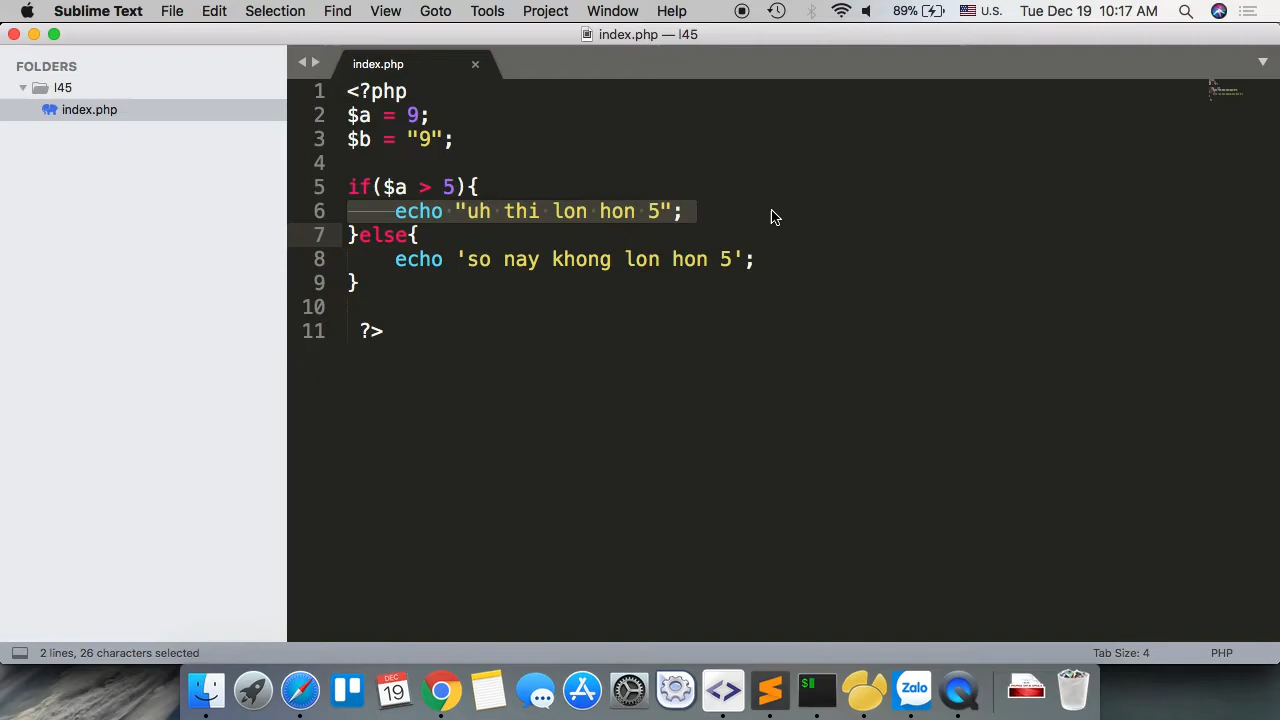 Sublime Text File Edit Selection Find View Goto Tools Project Window Help 89% U.S. Tue Dec 19 10:17 AM
index.php — l45
FOLDERS
l45
index.php
index.php
1 <?php
2 $a = 9;
3 $b = "9";
4
5 if($a > 5){
6 echo "uh thi lon hon 5";
7 }else{
8 echo 'so nay khong lon hon 5';
9 }
10
11 ?>
2 lines, 26 characters selected Tab Size: 4 PHP
DEC
19
$
Zalo